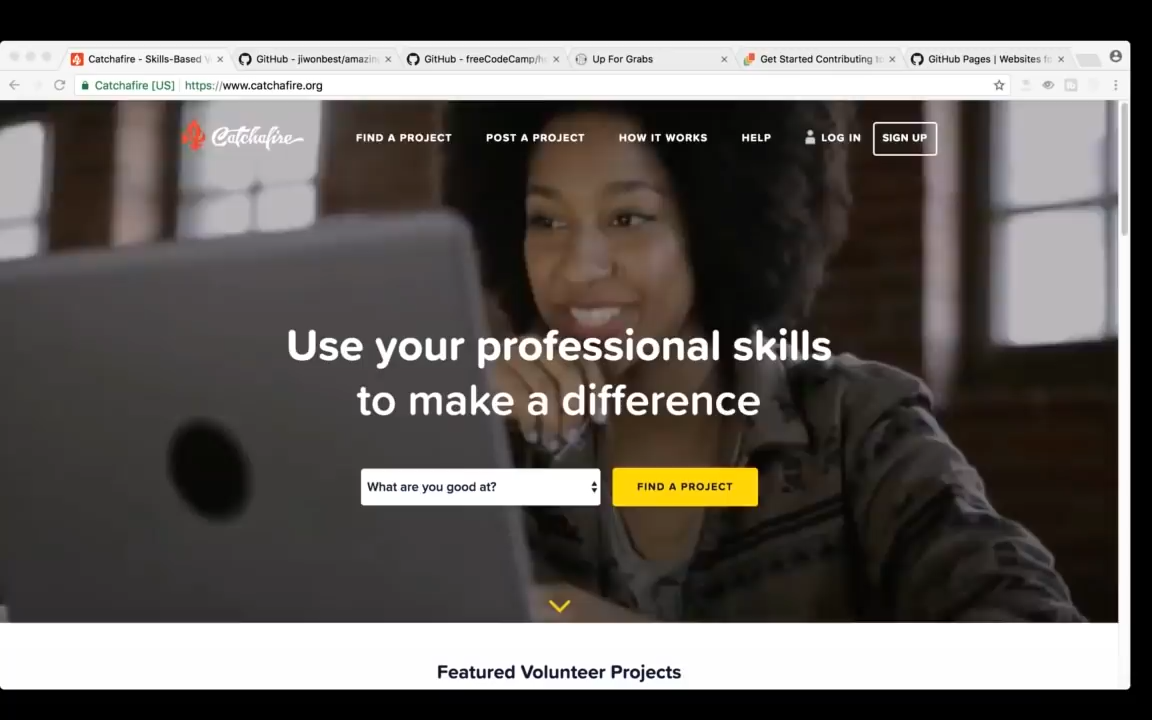 Catchafire - Skills-Based V
GitHub - jiwonbest/amazin
GitHub - freeCodeCamp/h
Up For Grabs
Get Started Contributing to
GitHub Pages | Websites fo
Catchafire [US] https://www.catchafire.org
Catchafire
FIND A PROJECT
POST A PROJECT
HOW IT WORKS
HELP
LOG IN
SIGN UP
Use your professional skills
to make a difference
What are you good at?
FIND A PROJECT
Featured Volunteer Projects